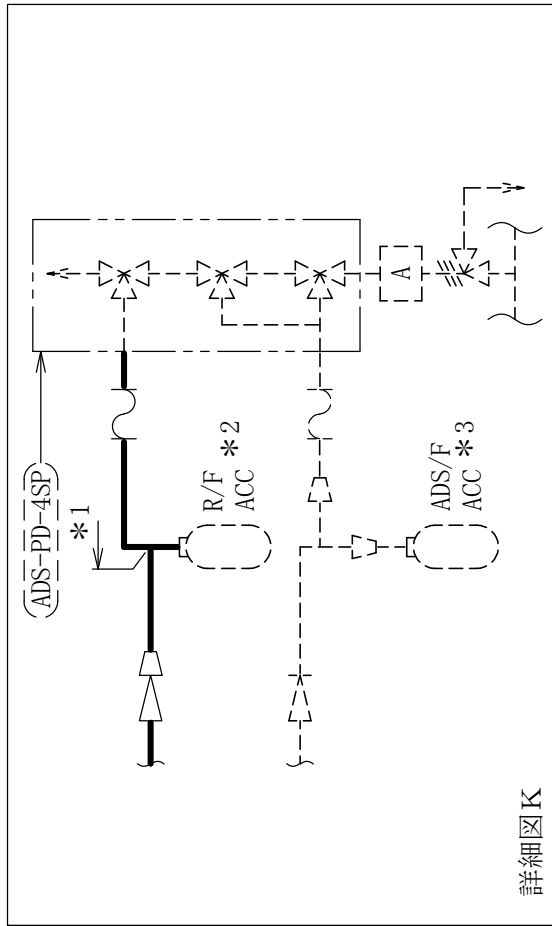 ADS-PD-4SP
*1
R/F
ACC *2
ADS/F
ACC *3
A
詳細図K